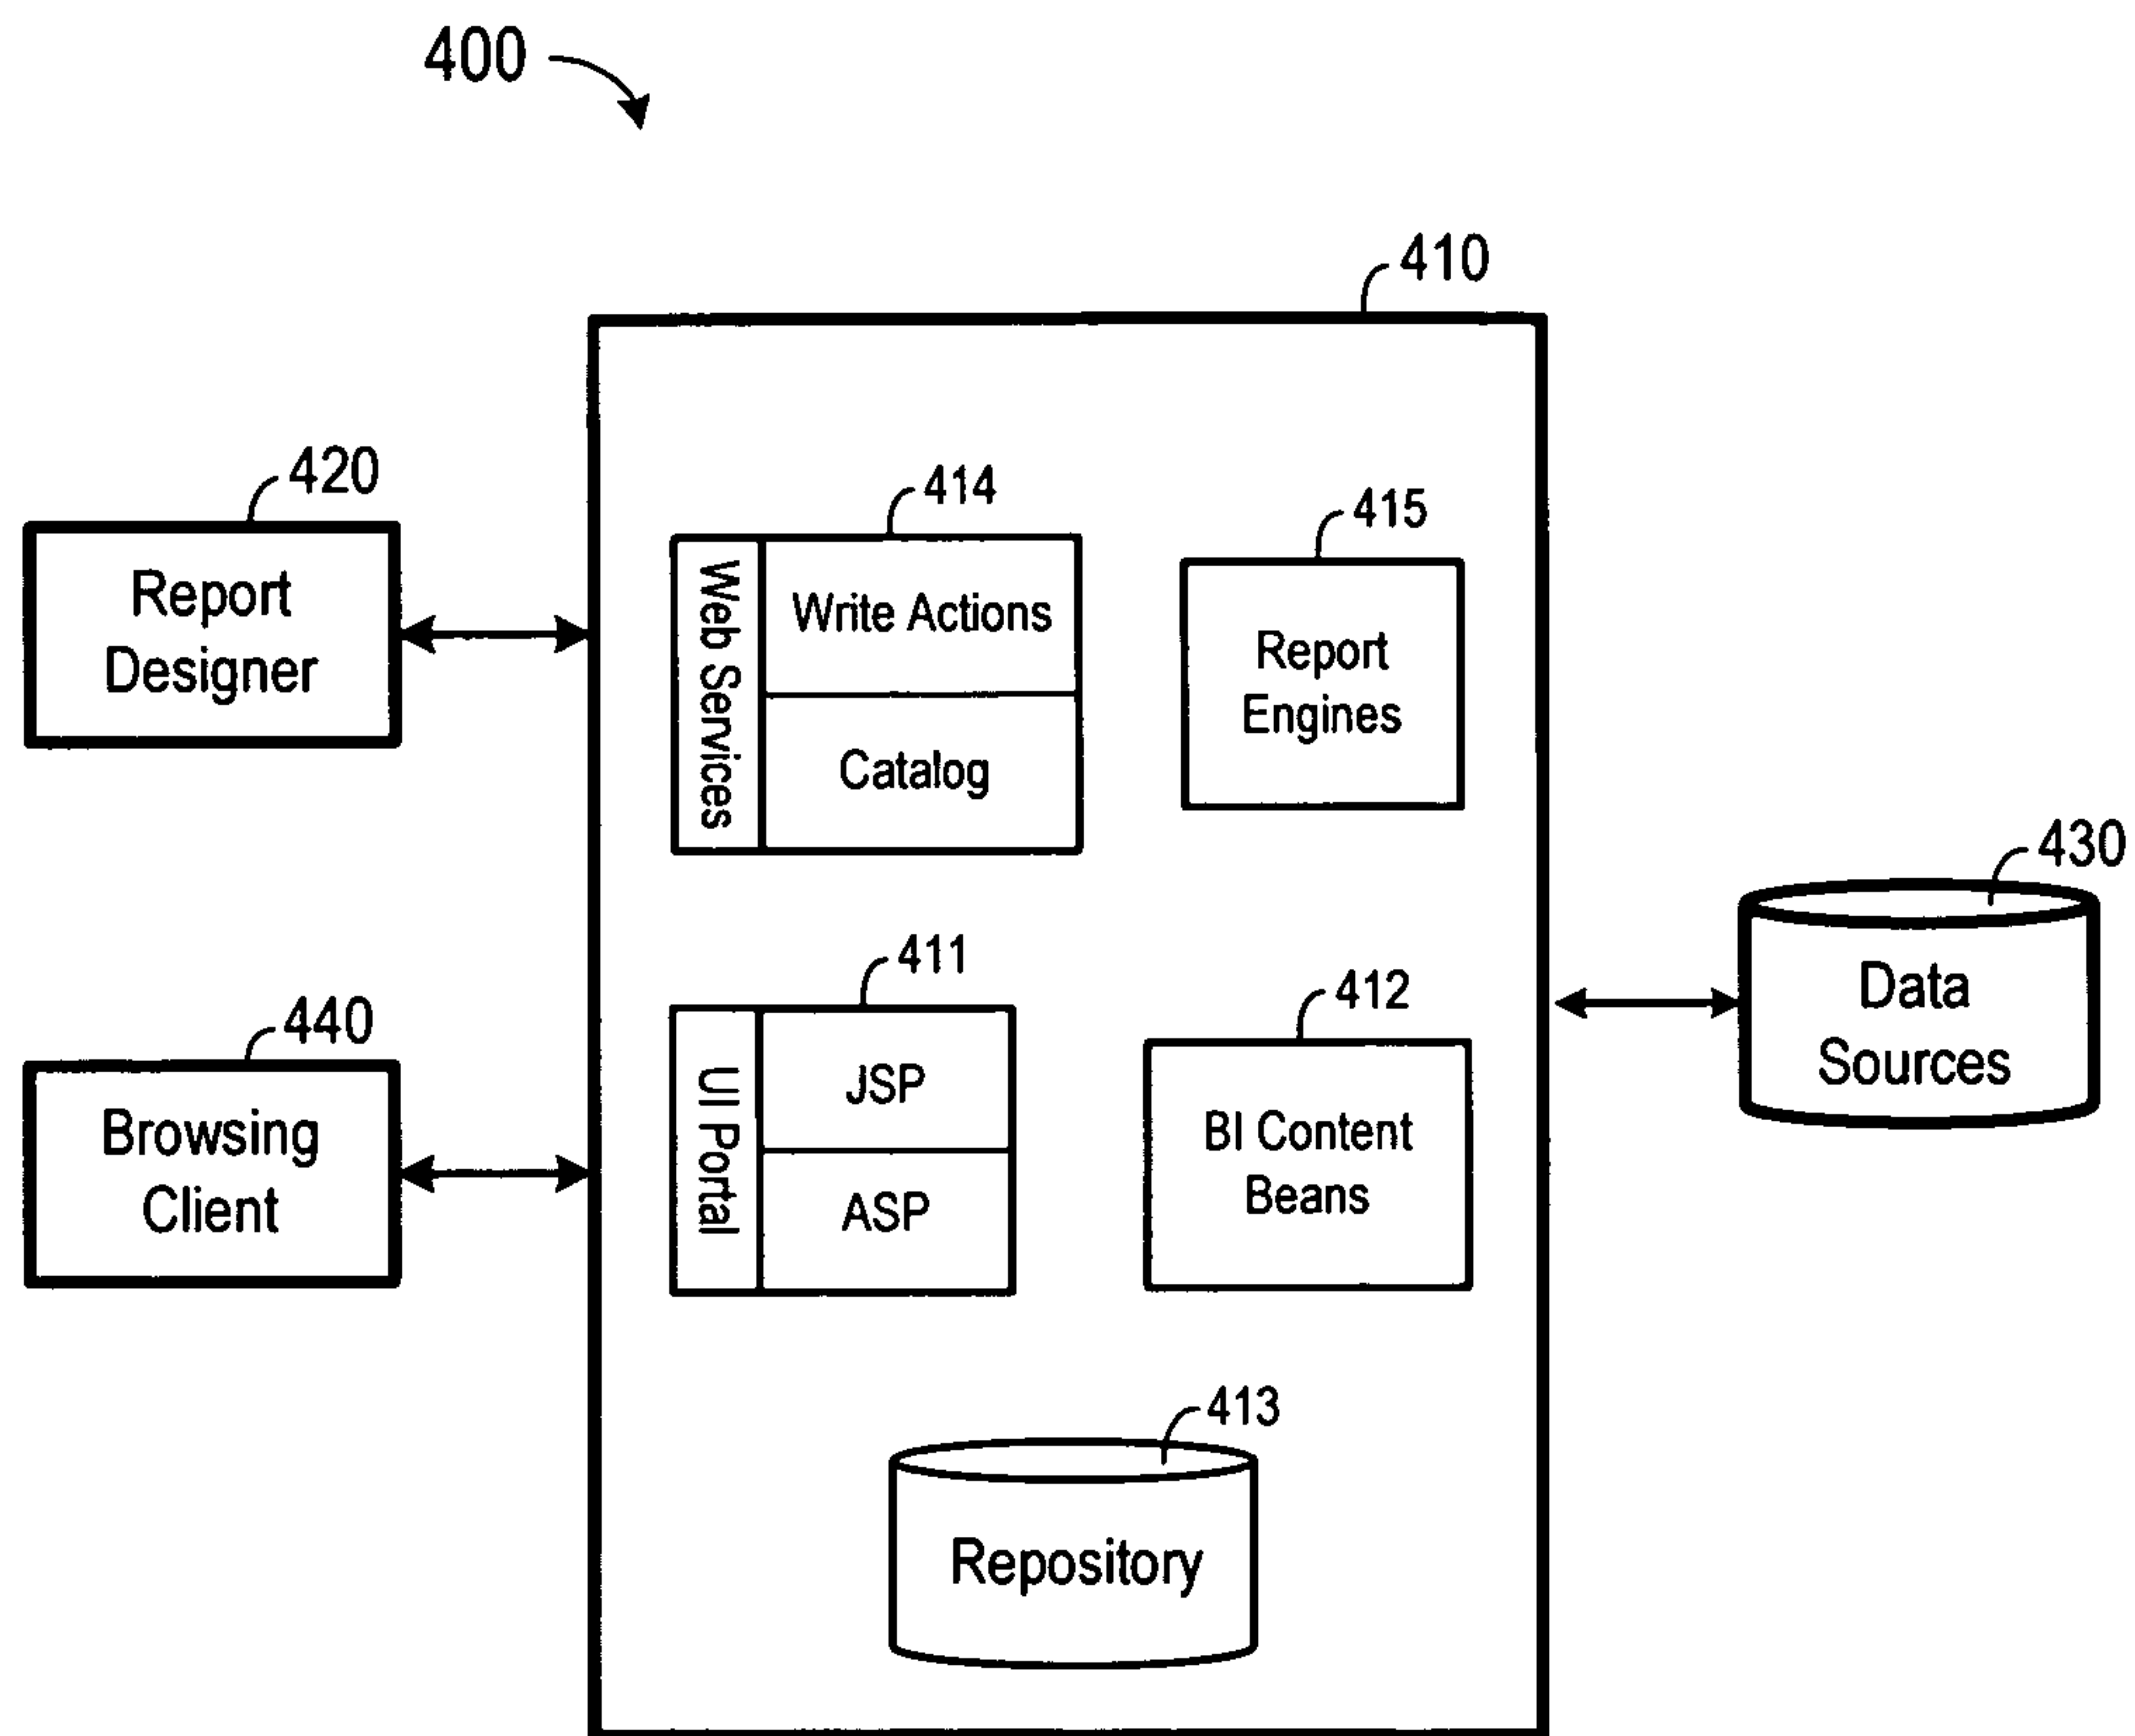 400
410
420
Report
Designer
414
Web Services
Write Actions
Catalog
415
Report
Engines
430
Data
Sources
440
Browsing
Client
411
UI Portal
JSP
ASP
412
BI Content
Beans
413
Repository